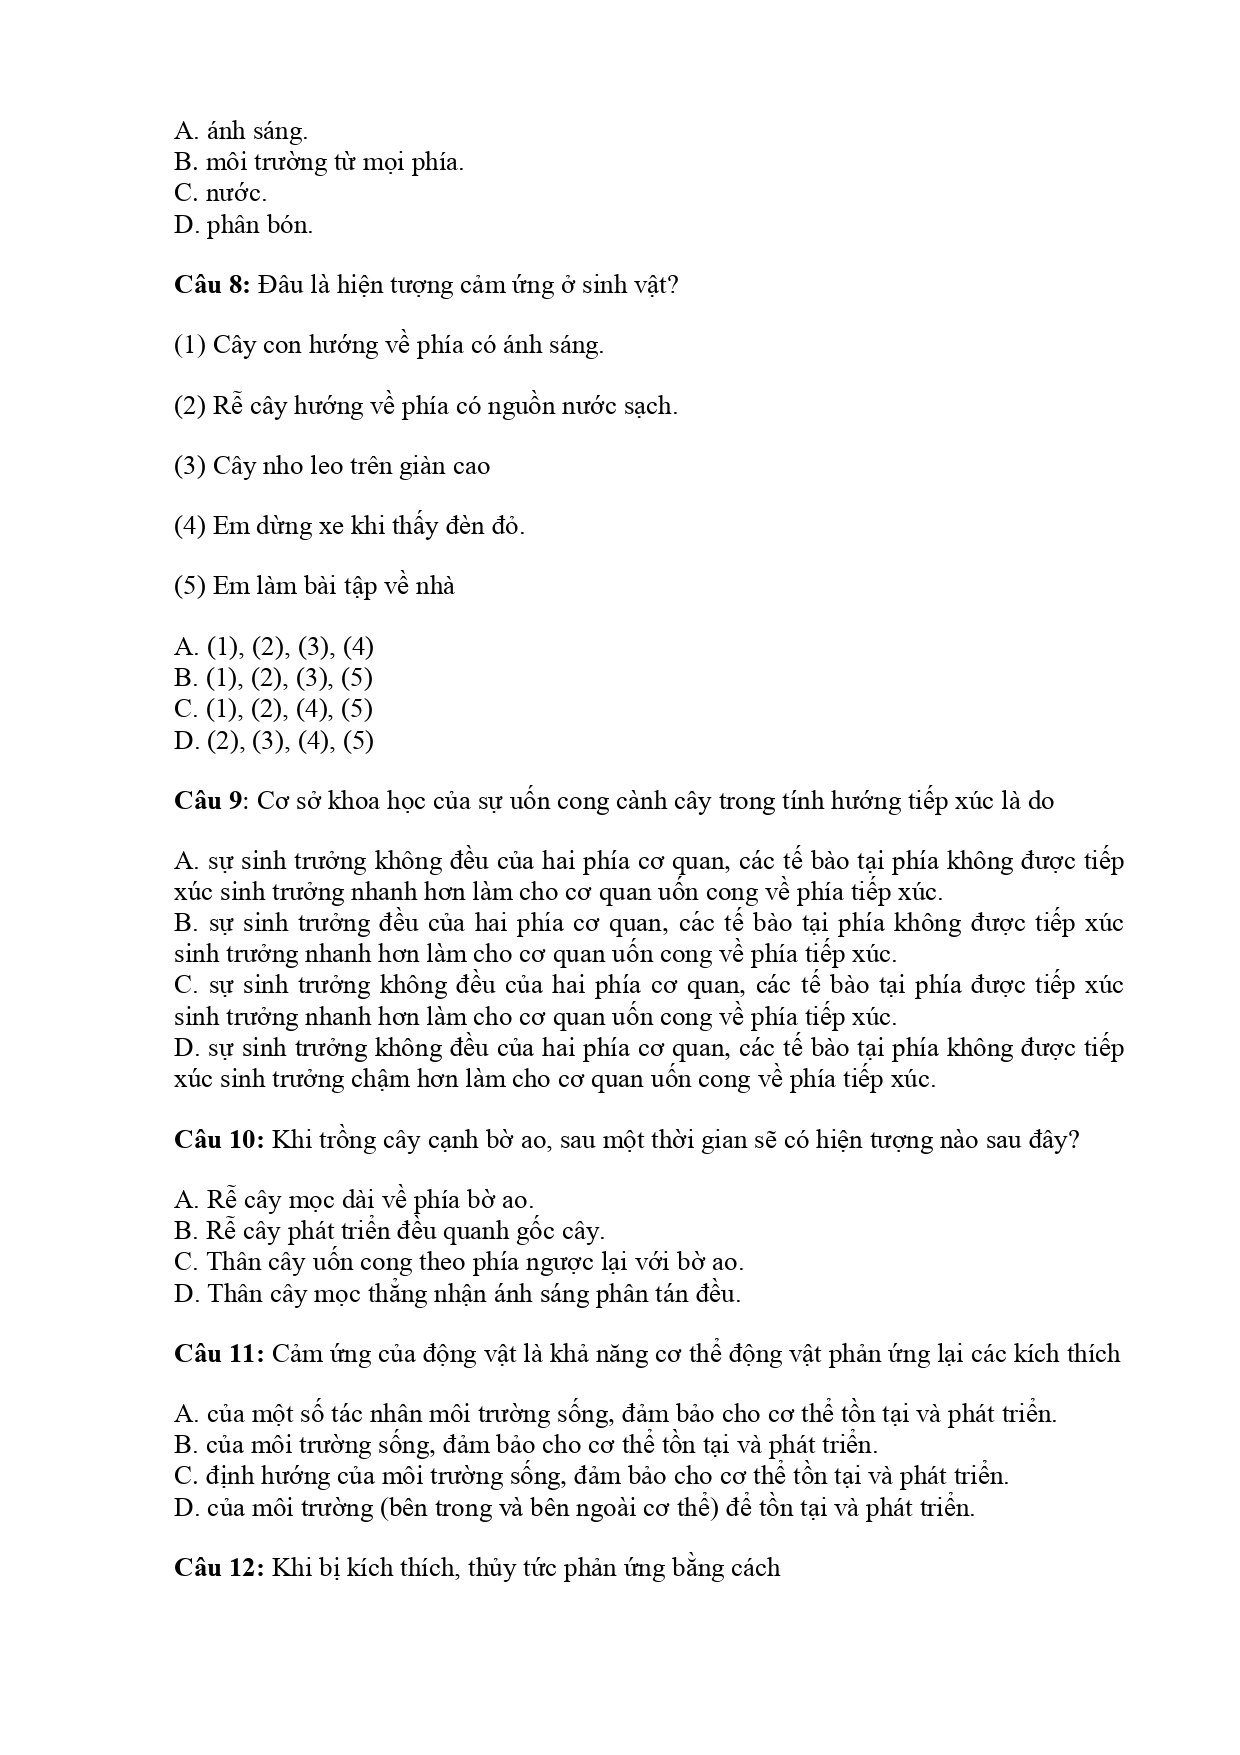 A. ánh sáng.
B. môi trường từ mọi phía.
C. nước.
D. phân bón.
Câu 8: Đâu là hiện tượng cảm ứng ở sinh vật?
(1) Cây con hướng về phía có ánh sáng.
(2) Rễ cây hướng về phía có nguồn nước sạch.
(3) Cây nho leo trên giàn cao
(4) Em dừng xe khi thấy đèn đỏ.
(5) Em làm bài tập về nhà
A. (1), (2), (3), (4)
B. (1), (2), (3), (5)
C. (1), (2), (4), (5)
D. (2), (3), (4), (5)
Câu 9: Cơ sở khoa học của sự uốn cong cành cây trong tính hướng tiếp xúc là do
A. sự sinh trưởng không đều của hai phía cơ quan, các tế bào tại phía không được tiếp
xúc sinh trưởng nhanh hơn làm cho cơ quan uốn cong về phía tiếp xúc.
B. sự sinh trưởng đều của hai phía cơ quan, các tế bào tại phía không được tiếp xúc
sinh trưởng nhanh hơn làm cho cơ quan uốn cong về phía tiếp xúc.
C. sự sinh trưởng không đều của hai phía cơ quan, các tế bào tại phía được tiếp xúc
sinh trưởng nhanh hơn làm cho cơ quan uốn cong về phía tiếp xúc.
D. sự sinh trưởng không đều của hai phía cơ quan, các tế bào tại phía không được tiếp
xúc sinh trưởng chậm hơn làm cho cơ quan uốn cong về phía tiếp xúc.
Câu 10: Khi trồng cây cạnh bờ ao, sau một thời gian sẽ có hiện tượng nào sau đây?
A. Rễ cây mọc dài về phía bờ ao.
B. Rễ cây phát triển đều quanh gốc cây.
C. Thân cây uốn cong theo phía ngược lại với bờ ao.
D. Thân cây mọc thẳng nhận ánh sáng phân tán đều.
Câu 11: Cảm ứng của động vật là khả năng cơ thể động vật phản ứng lại các kích thích
A. của một số tác nhân môi trường sống, đảm bảo cho cơ thể tồn tại và phát triển.
B. của môi trường sống, đảm bảo cho cơ thể tồn tại và phát triển.
C. định hướng của môi trường sống, đảm bảo cho cơ thể tồn tại và phát triển.
D. của môi trường (bên trong và bên ngoài cơ thể) để tồn tại và phát triển.
Câu 12: Khi bị kích thích, thủy tức phản ứng bằng cách